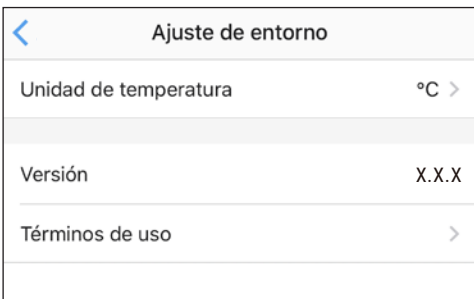 Ajuste de entorno
Unidad de temperatura °C
Versión X.X.X
Términos de uso